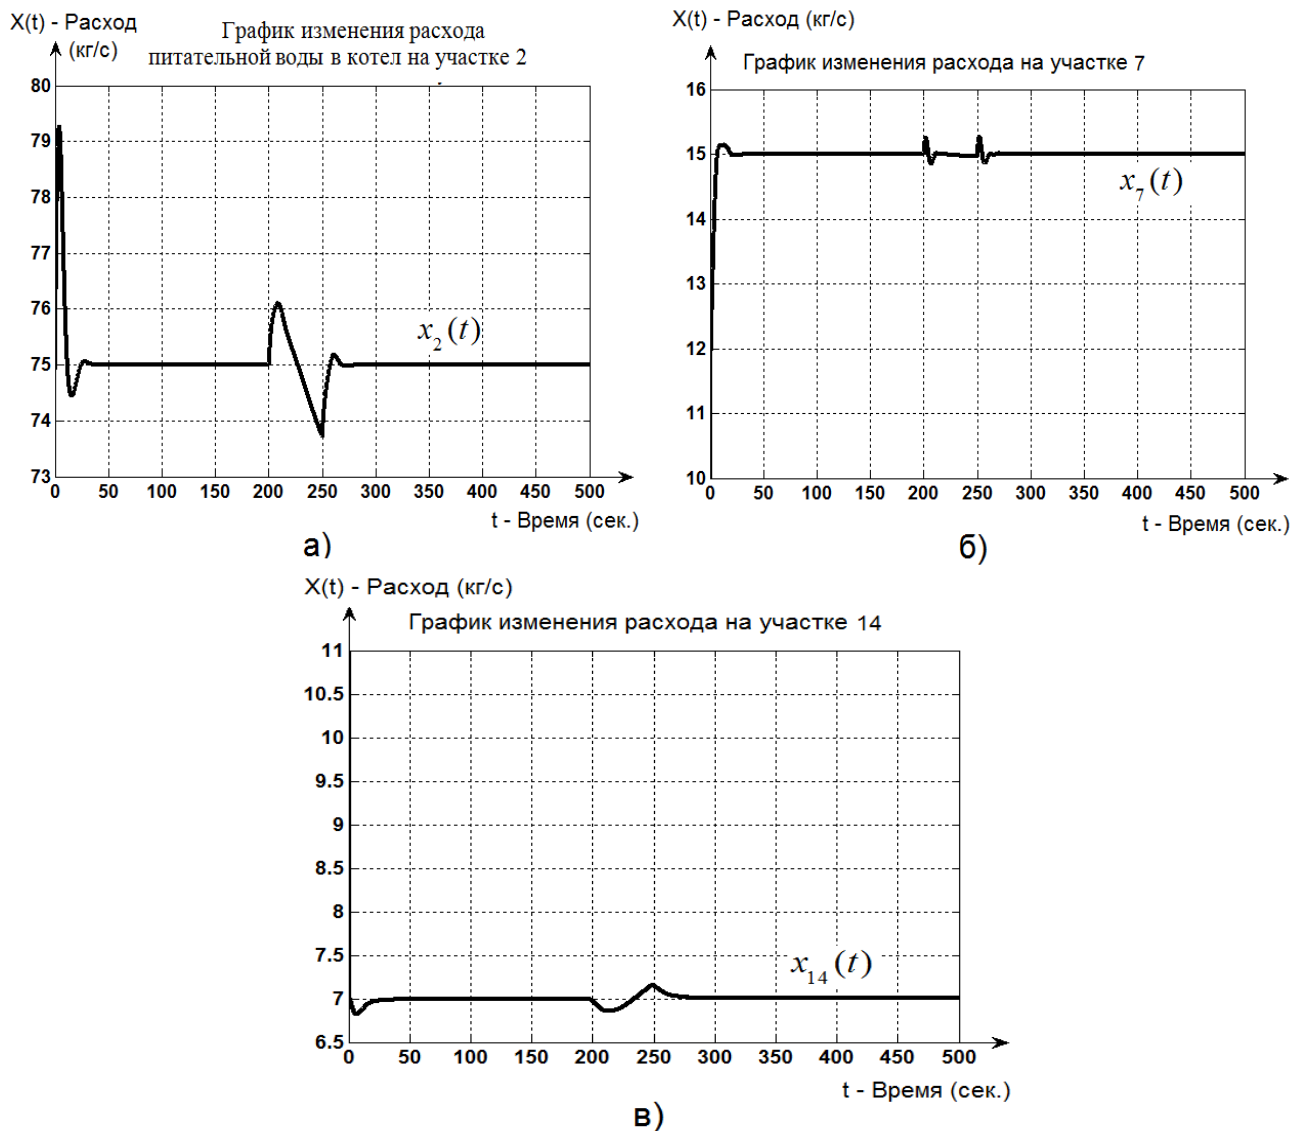 X(t) - Расход
(кг/с)
График изменения расхода
питательной воды в котел на участке 2
80
79
78
77
76
75
74
73
x₂(t)
0 50 100 150 200 250 300 350 400 450 500
t - Время (сек.)
а)
X(t) - Расход (кг/с)
График изменения расхода на участке 7
16
15
14
13
12
11
10
x₇(t)
0 50 100 150 200 250 300 350 400 450 500
t - Время (сек.)
б)
X(t) - Расход (кг/с)
График изменения расхода на участке 14
11
10.5
10
9.5
9
8.5
8
7.5
7
6.5
x₁₄(t)
0 50 100 150 200 250 300 350 400 450 500
t - Время (сек.)
в)